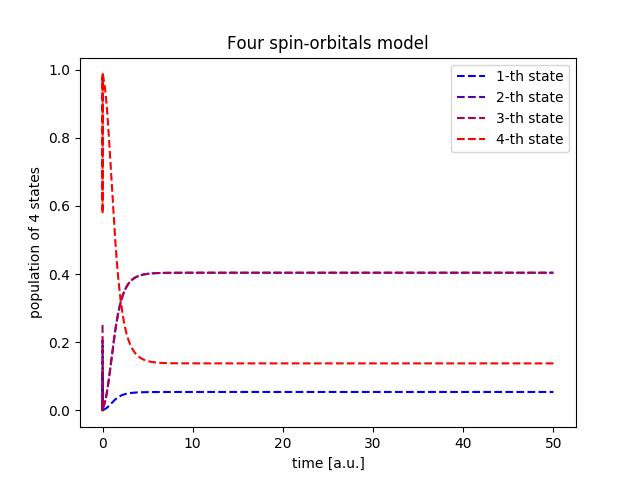 Four spin-orbitals model
1.0
0.8
0.6
0.4
0.2
0.0
population of 4 states
1-th state
2-th state
3-th state
4-th state
0
10
20
30
40
50
time [a.u.]